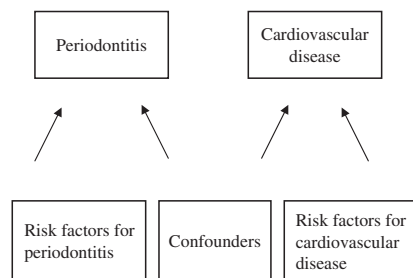 Periodontitis
Cardiovascular
disease
Risk factors for
periodontitis
Confounders
Risk factors for
cardiovascular
disease